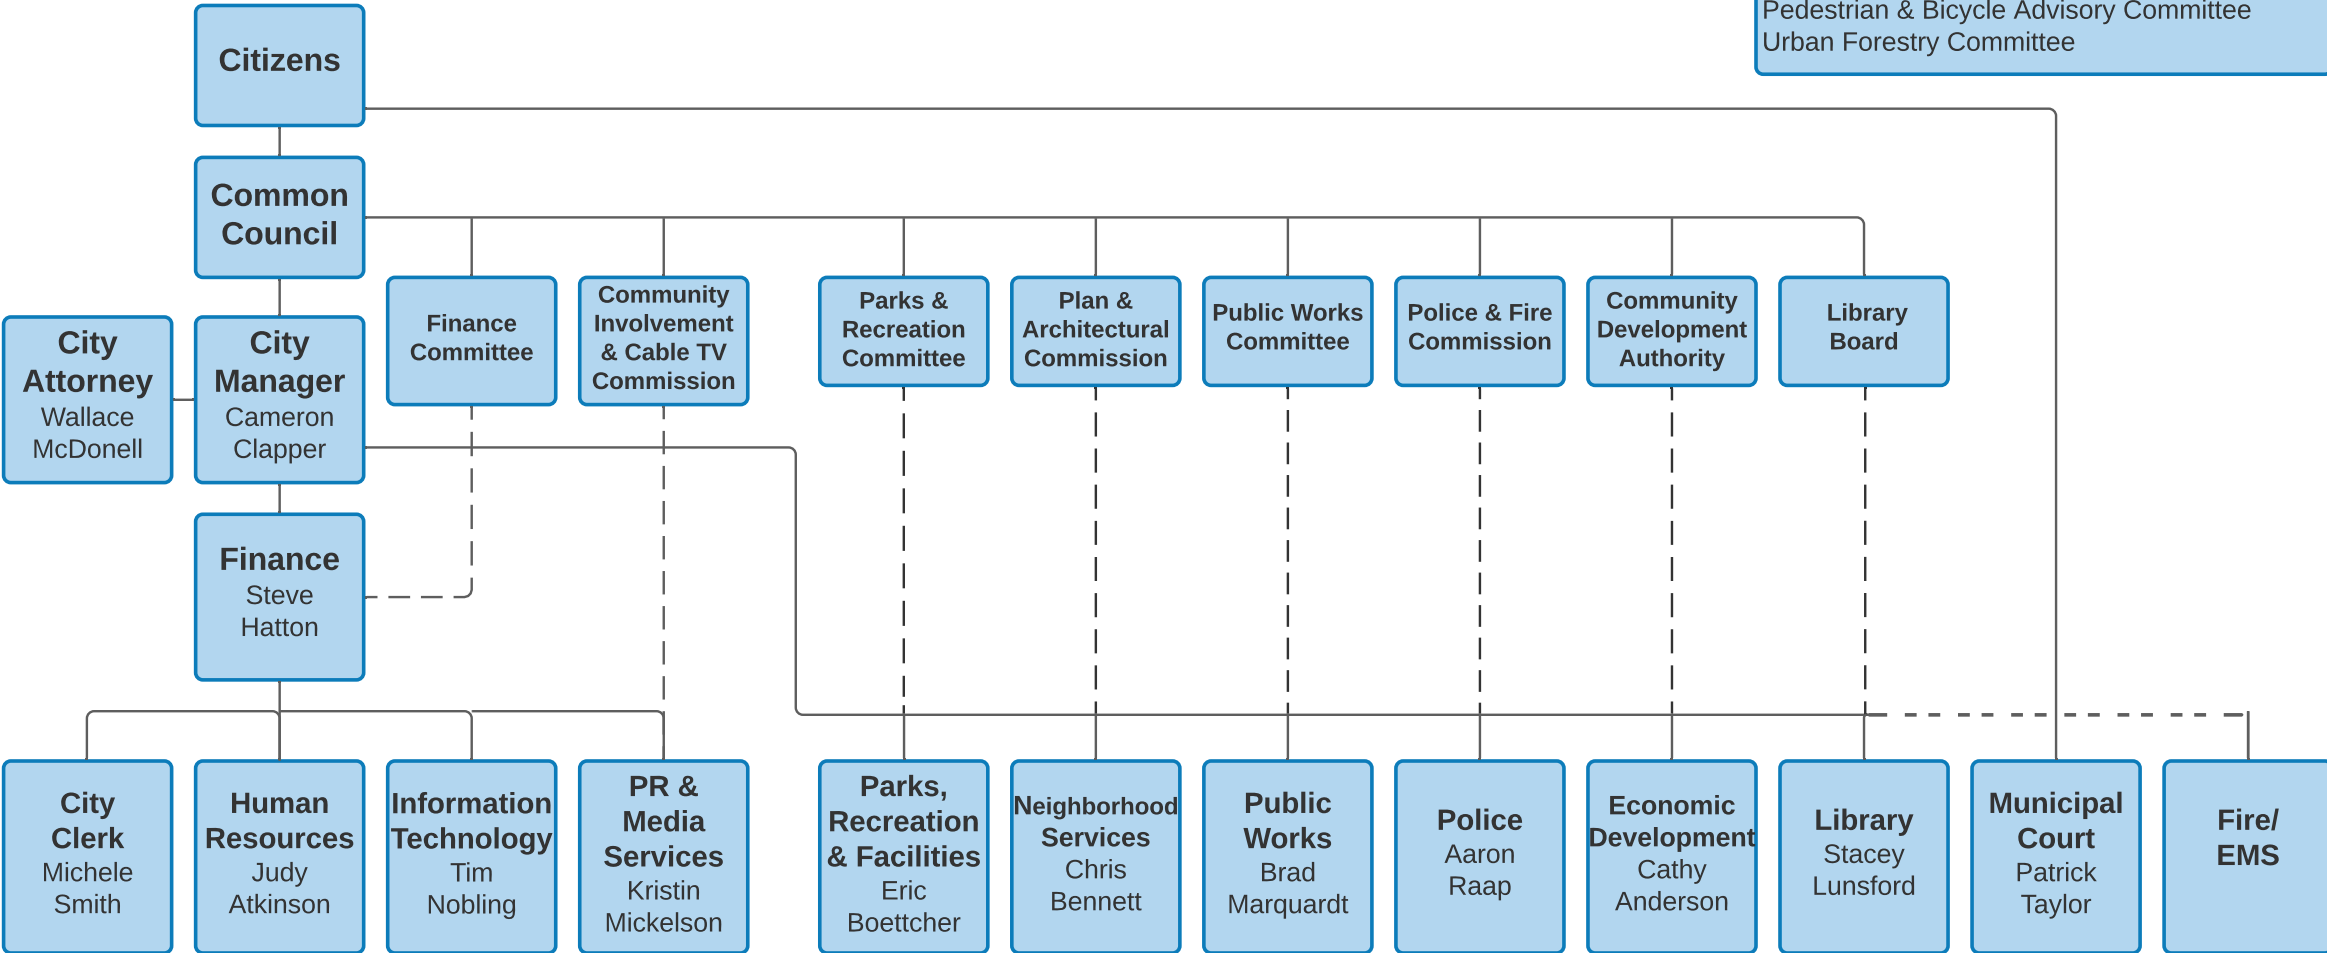 Pedestrian & Bicycle Advisory Committee
Urban Forestry Committee
Citizens
Common
Council
City
Attorney
Wallace
McDonell
City
Manager
Cameron
Clapper
Finance
Committee
Community
Involvement
& Cable TV
Commission
Parks &
Recreation
Committee
Plan &
Architectural
Commission
Public Works
Committee
Police & Fire
Commission
Community
Development
Authority
Library
Board
Finance
Steve
Hatton
City
Clerk
Michele
Smith
Human
Resources
Judy
Atkinson
Information
Technology
Tim
Nobling
PR &
Media
Services
Kristin
Mickelson
Parks,
Recreation
& Facilities
Eric
Boettcher
Neighborhood
Services
Chris
Bennett
Public
Works
Brad
Marquardt
Police
Aaron
Raap
Economic
Development
Cathy
Anderson
Library
Stacey
Lunsford
Municipal
Court
Patrick
Taylor
Fire/
EMS